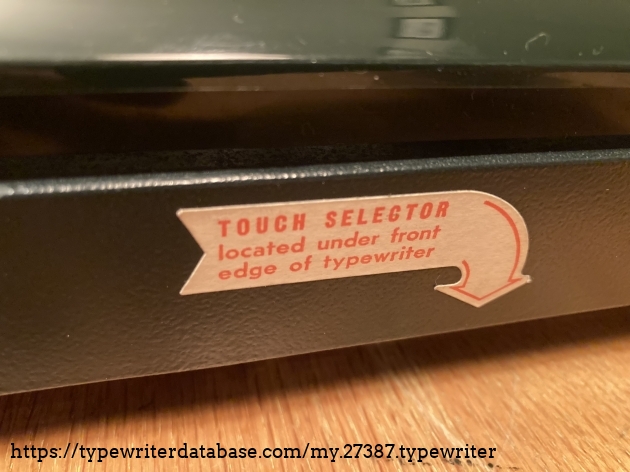 TOUCH SELECTOR
located under front
edge of typewriter
https://typewriterdatabase.com/my.27387.typewriter